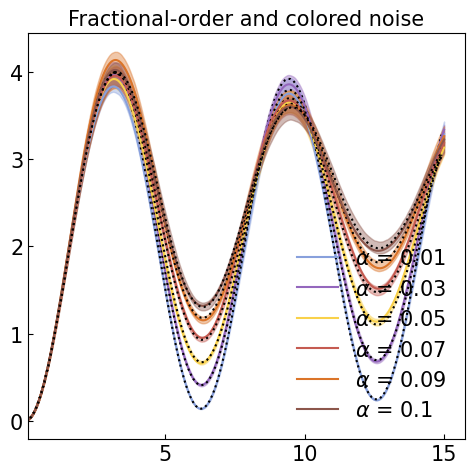 Fractional-order and colored noise
4
3
2
1
0
α = 0.01
α = 0.03
α = 0.05
α = 0.07
α = 0.09
α = 0.1
5 10 15